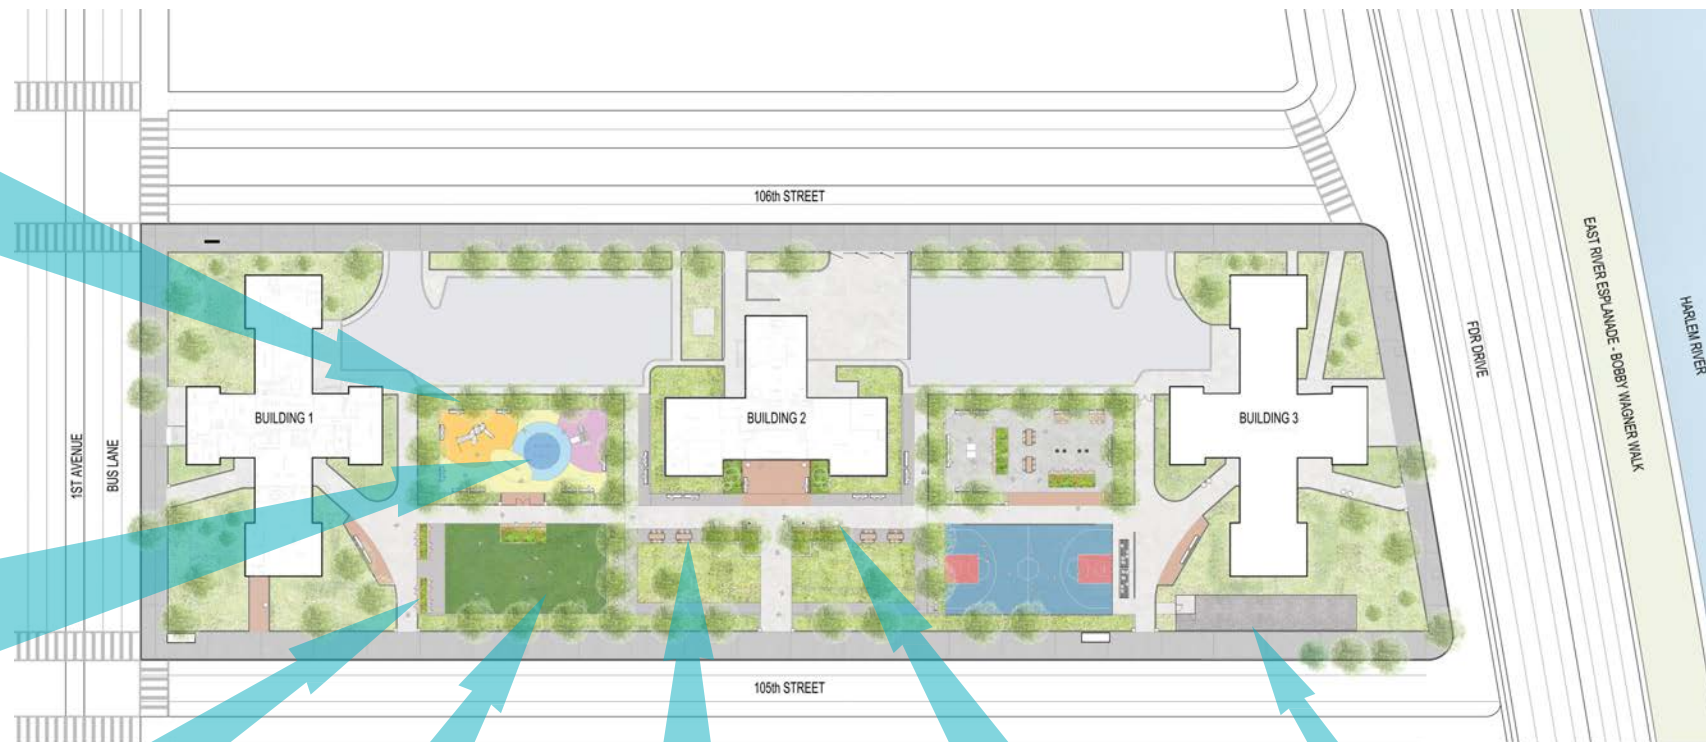 106th STREET
BUILDING 1
BUILDING 2
BUILDING 3
1ST AVENUE
BUS LANE
105th STREET
FDR DRIVE
EAST RIVER ESPLANADE - BOBBY WAGNER WALK
HARLEM RIVER